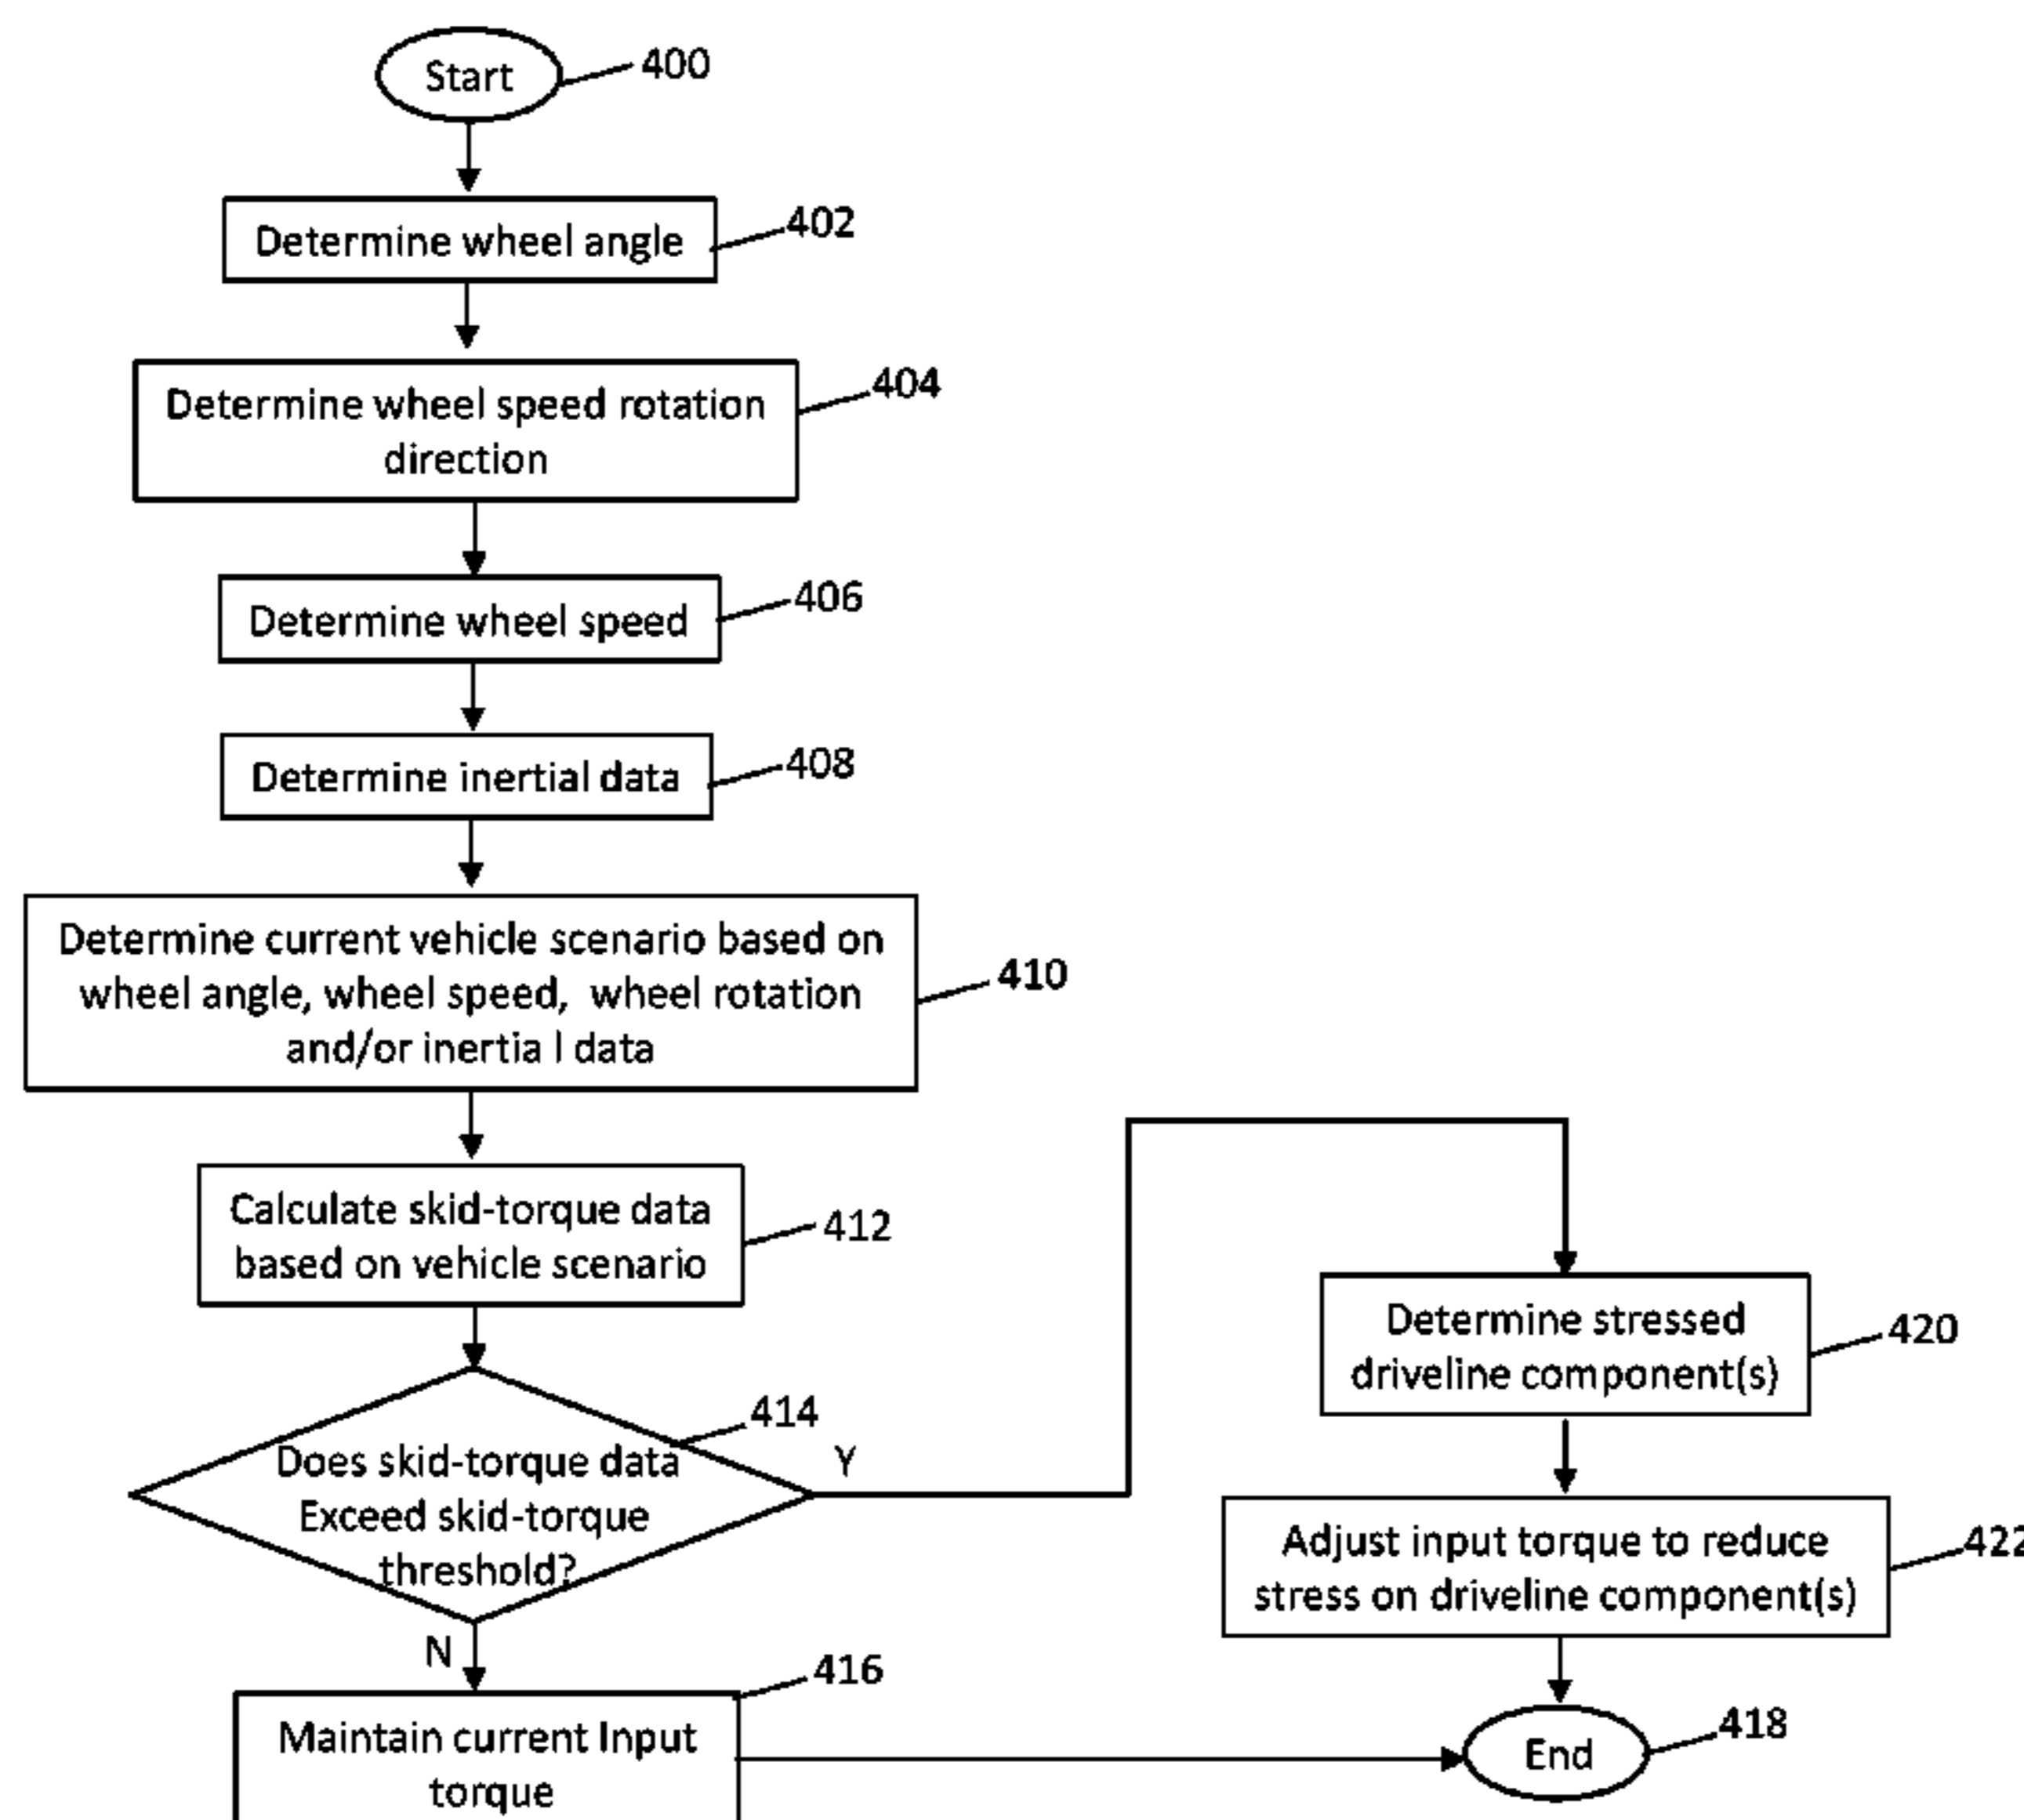 Start
400
Determine wheel angle
402
Determine wheel speed rotation
direction
404
Determine wheel speed
406
Determine inertial data
408
Determine current vehicle scenario based on
wheel angle, wheel speed, wheel rotation
and/or inertia l data
410
Calculate skid-torque data
based on vehicle scenario
412
Does skid-torque data
Exceed skid-torque
threshold?
414
Y
N
Maintain current Input
torque
416
Determine stressed
driveline component(s)
420
Adjust input torque to reduce
stress on driveline component(s)
422
End
418